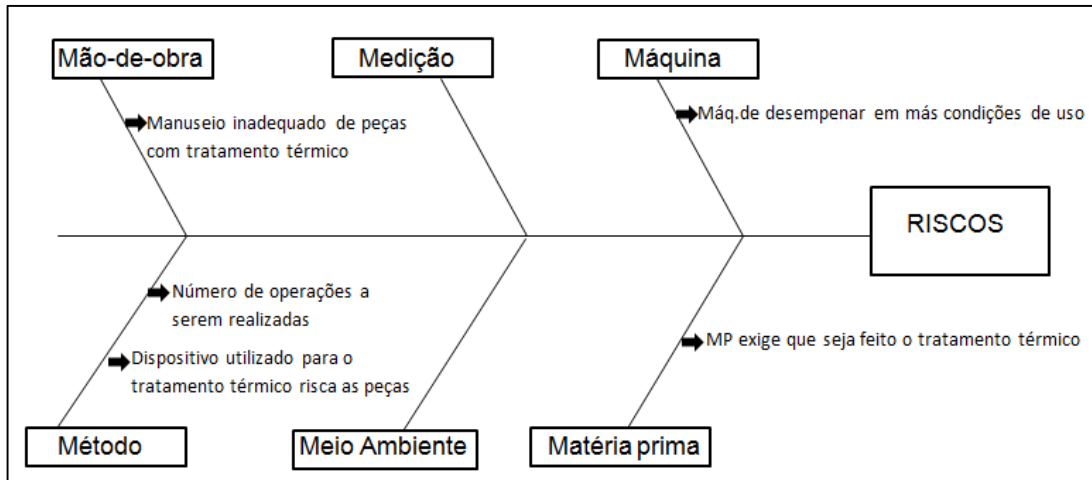 Mão-de-obra
Medição
Máquina
Manuseio inadequado de peças
com tratamento térmico
Máq.de desempenar em más condições de uso
RISCOS
Número de operações a
serem realizadas
Dispositivo utilizado para o
tratamento térmico risca as peças
MP exige que seja feito o tratamento térmico
Método
Meio Ambiente
Matéria prima